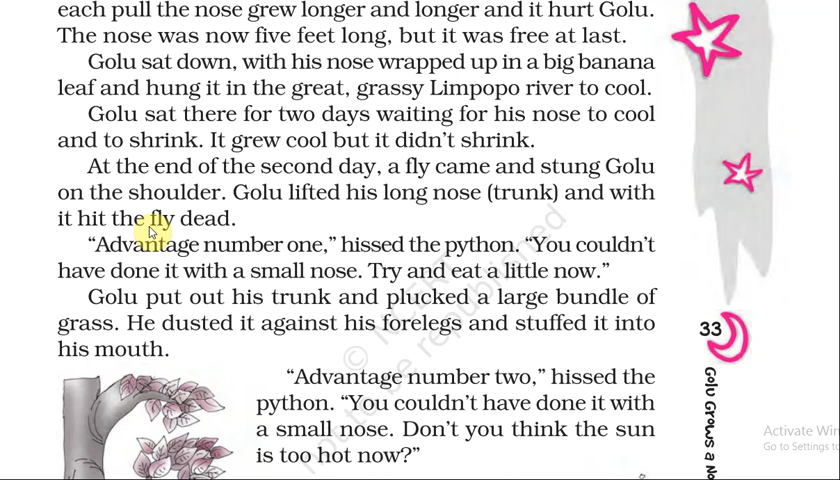 each pull the nose grew longer and longer and it hurt Golu.
The nose was now five feet long, but it was free at last.
Golu sat down, with his nose wrapped up in a big banana
leaf and hung it in the great, grassy Limpopo river to cool.
Golu sat there for two days waiting for his nose to cool
and to shrink. It grew cool but it didn't shrink.
At the end of the second day, a fly came and stung Golu
on the shoulder. Golu lifted his long nose (trunk) and with
it hit the fly dead.
"Advantage number one," hissed the python. "You couldn't
have done it with a small nose. Try and eat a little now."
Golu put out his trunk and plucked a large bundle of
grass. He dusted it against his forelegs and stuffed it into
his mouth.
"Advantage number two," hissed the
python. "You couldn't have done it with
a small nose. Don't you think the sun
is too hot now?"
© NCERT
not to be republished
33
Golu Grows a No
Activate Win
Go to Settings to